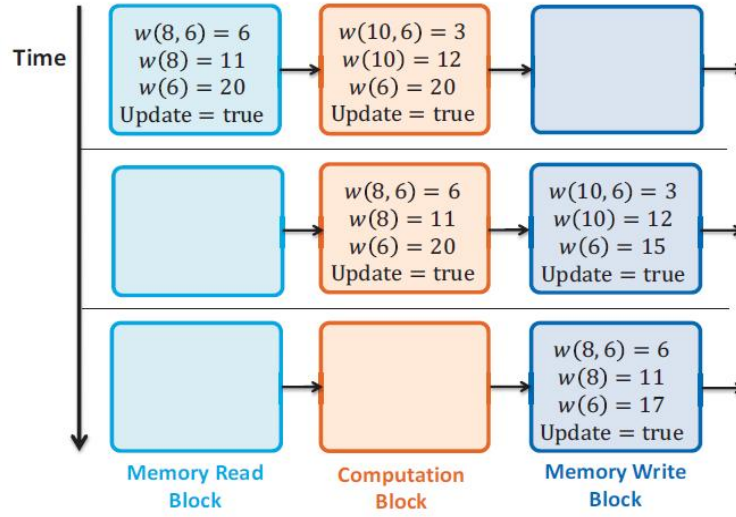 Time
w(8, 6) = 6
w(8) = 11
w(6) = 20
Update = true
w(10, 6) = 3
w(10) = 12
w(6) = 20
Update = true
w(8, 6) = 6
w(8) = 11
w(6) = 20
Update = true
w(10, 6) = 3
w(10) = 12
w(6) = 15
Update = true
w(8, 6) = 6
w(8) = 11
w(6) = 17
Update = true
Memory Read
Block
Computation
Block
Memory Write
Block